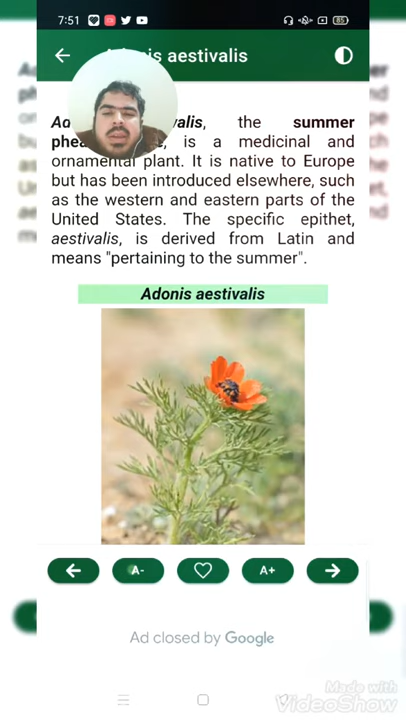 7:51
85
is aestivalis
Ad alis, the summer
phea , is a medicinal and
ornamental plant. It is native to Europe
but has been introduced elsewhere, such
as the western and eastern parts of the
United States. The specific epithet,
aestivalis, is derived from Latin and
means "pertaining to the summer".
Adonis aestivalis
A-
A+
Ad closed by Google
Made with
VideoShow